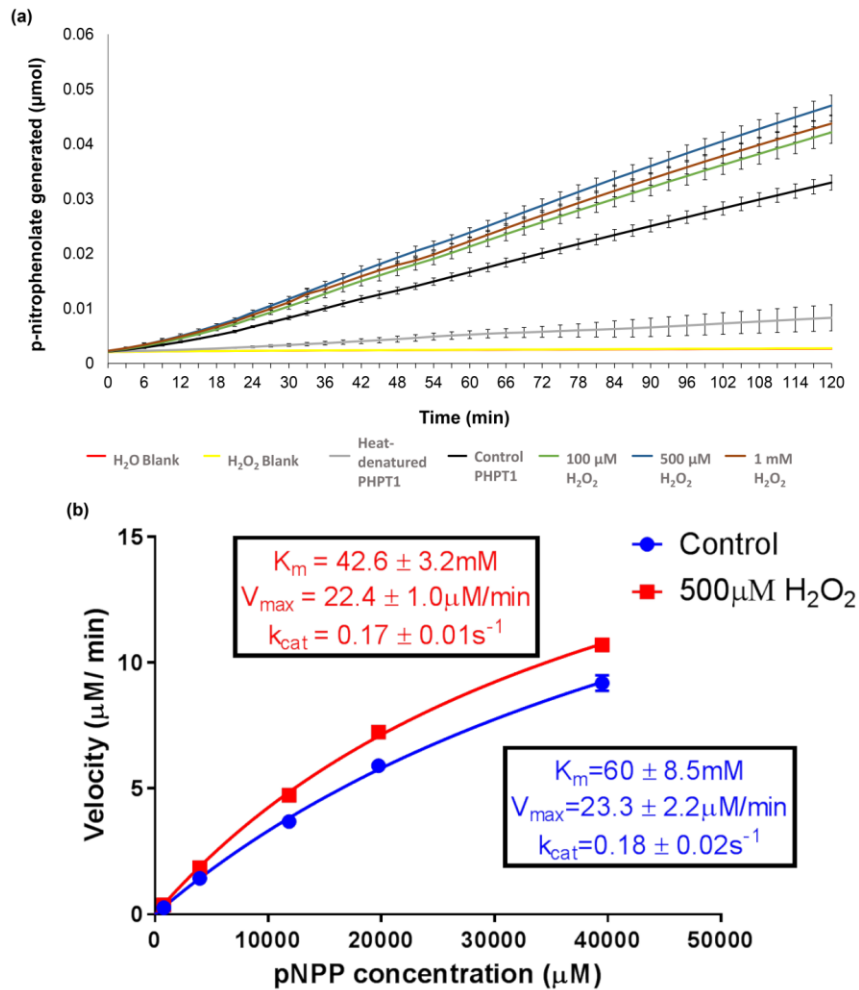 (a)
0.06
0.05
0.04
0.03
0.02
0.01
0
p-nitrophenolate generated (µmol)
0 6 12 18 24 30 36 42 48 54 60 66 72 78 84 90 96 102 108 114 120
Time (min)
H₂O Blank
H₂O₂ Blank
Heat-
denatured
PHPT1
Control
PHPT1
100 µM
H₂O₂
500 µM
H₂O₂
1 mM
H₂O₂
(b)
15
10
5
0
Velocity (µM/ min)
Kₘ = 42.6 ± 3.2mM
Vₘₐₓ = 22.4 ± 1.0µM/min
k_cat = 0.17 ± 0.01s⁻¹
Control
500µM H₂O₂
Kₘ=60 ± 8.5mM
Vₘₐₓ=23.3 ± 2.2µM/min
k_cat=0.18 ± 0.02s⁻¹
0 10000 20000 30000 40000 50000
pNPP concentration (µM)